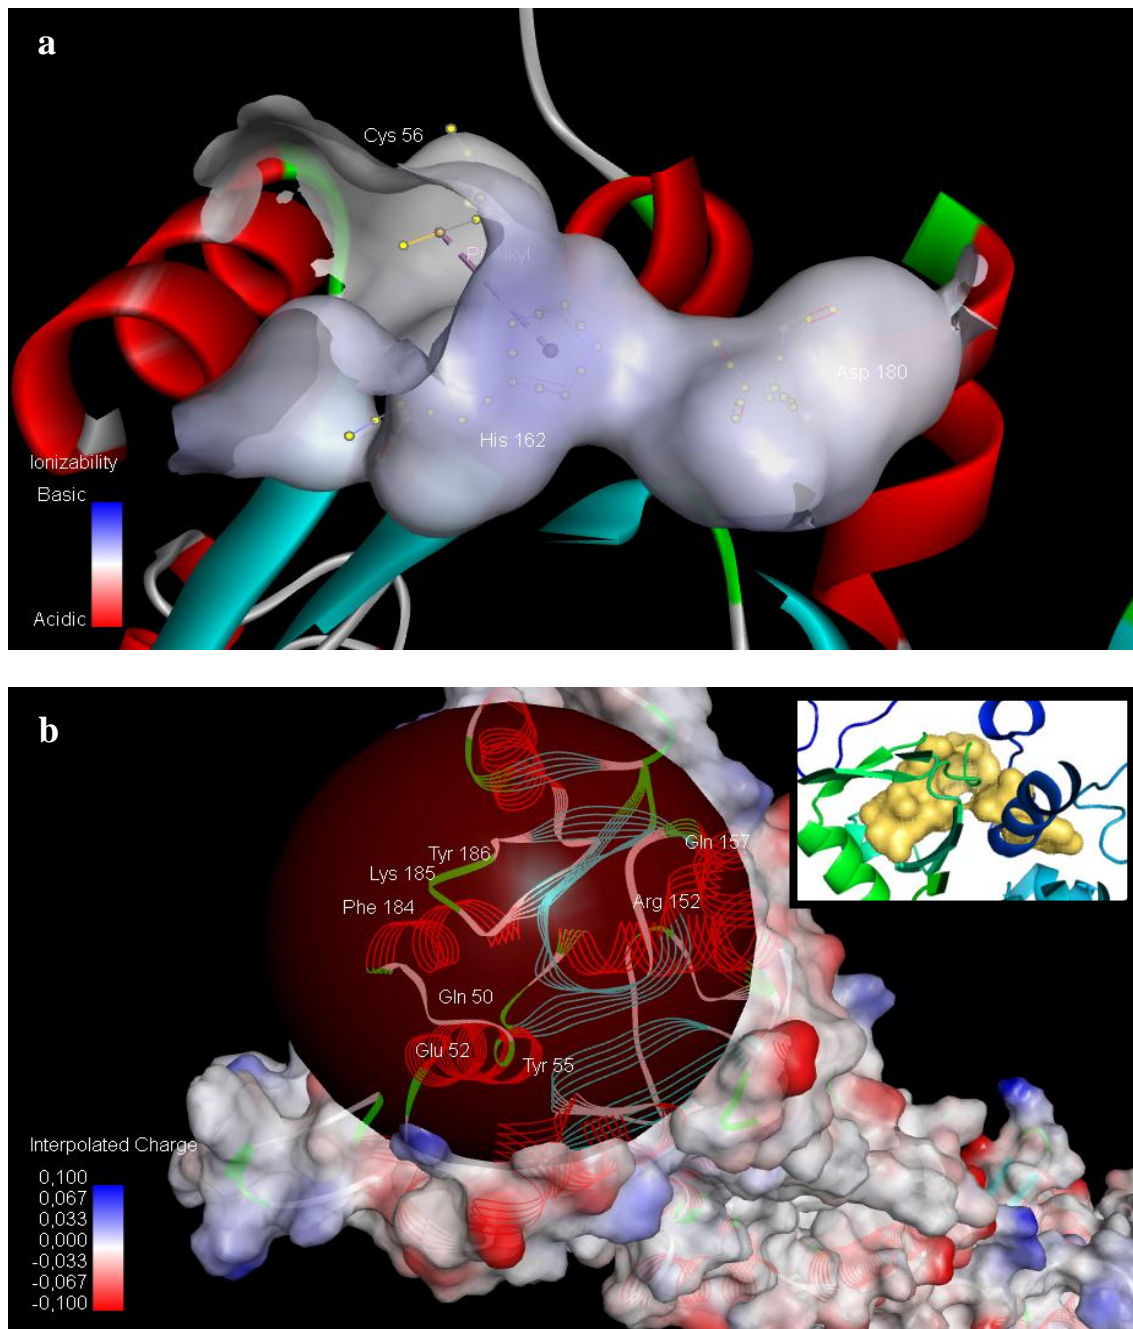 a
Cys 56
Pi-Alkyl
Asp 180
His 162
Ionizability
Basic
Acidic
b
Gln 157
Tyr 186
Lys 185
Arg 152
Phe 184
Gln 50
Glu 52
Tyr 55
Interpolated Charge
0,100
0,067
0,033
0,000
-0,033
-0,067
-0,100